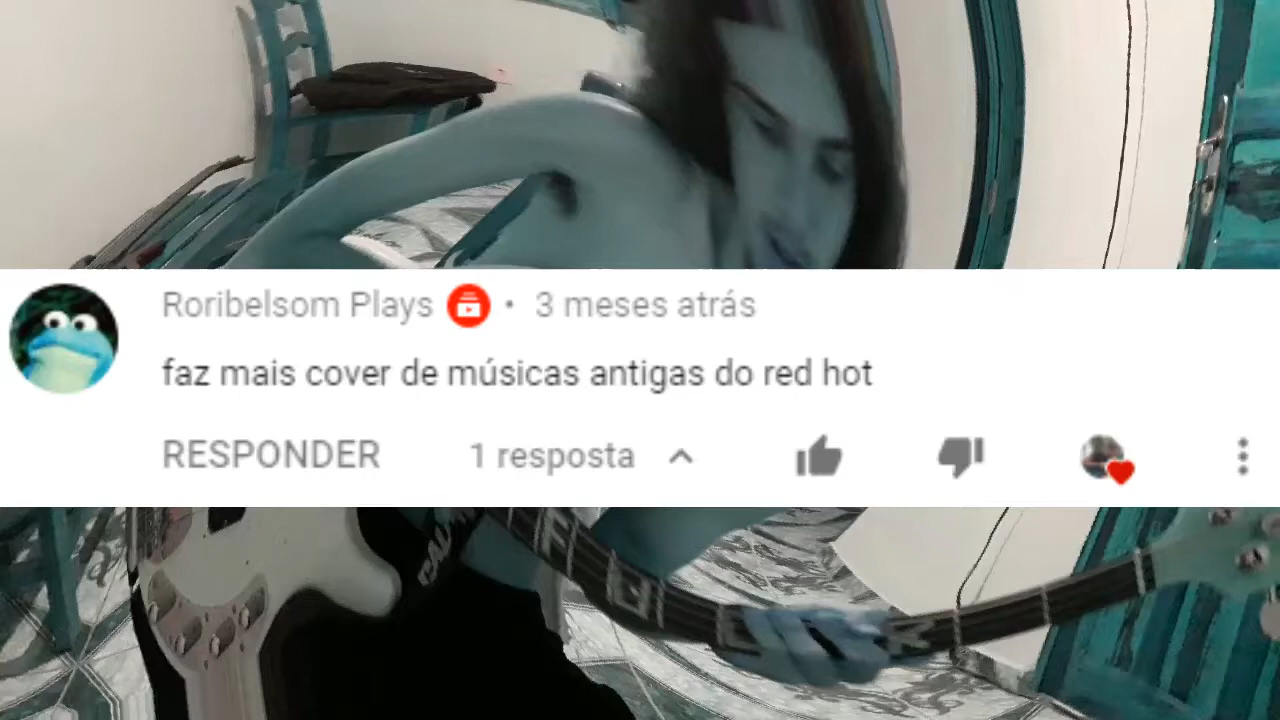 Roribelsom Plays • 3 meses atrás
faz mais cover de músicas antigas do red hot
RESPONDER 1 resposta